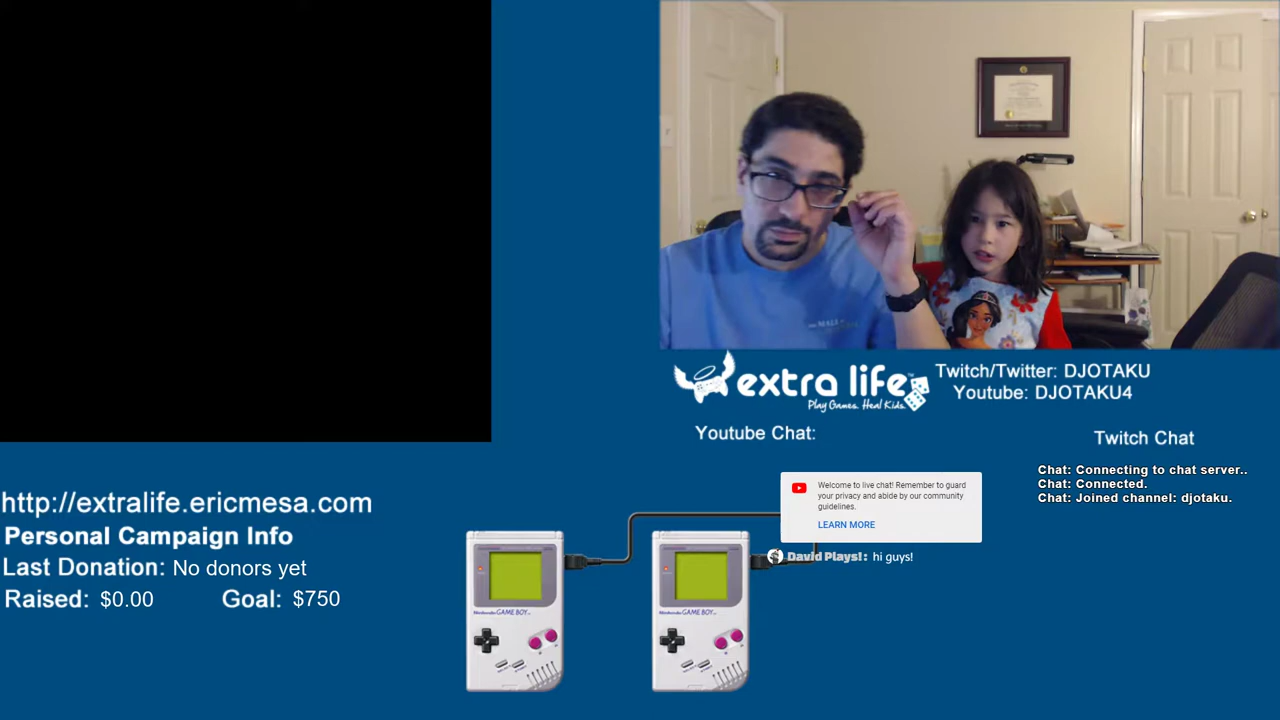 extra life
Play Games. Heal Kids.
Twitch/Twitter: DJOTAKU
Youtube: DJOTAKU4
Youtube Chat:
Twitch Chat
Chat: Connecting to chat server..
Chat: Connected.
Chat: Joined channel: djotaku.
Welcome to live chat! Remember to guard
your privacy and abide by our community
guidelines.
LEARN MORE
David Plays!: hi guys!
http://extralife.ericmesa.com
Personal Campaign Info
Last Donation: No donors yet
Raised: $0.00 Goal: $750
Nintendo GAME BOY
Nintendo GAME BOY